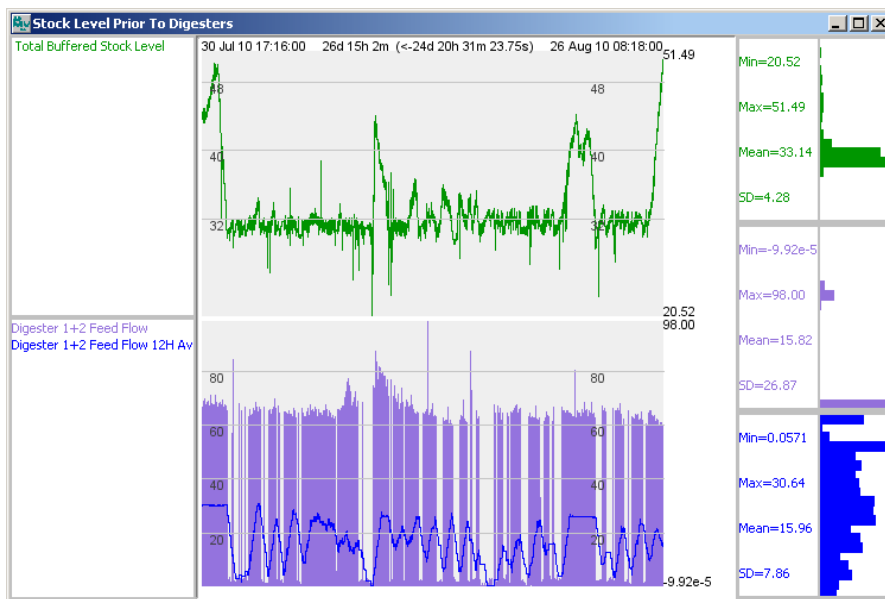 Stock Level Prior To Digesters
Total Buffered Stock Level
30 Jul 10 17:16:00 26d 15h 2m (<-24d 20h 31m 23.75s) 26 Aug 10 08:18:00
51.49
48 48
40 40
32 32
20.52
Min=20.52
Max=51.49
Mean=33.14
SD=4.28
Digester 1+2 Feed Flow
Digester 1+2 Feed Flow 12H Av
98.00
80 80
60 60
40 40
20 20
-9.92e-5
Min=-9.92e-5
Max=98.00
Mean=15.82
SD=26.87
Min=0.0571
Max=30.64
Mean=15.96
SD=7.86